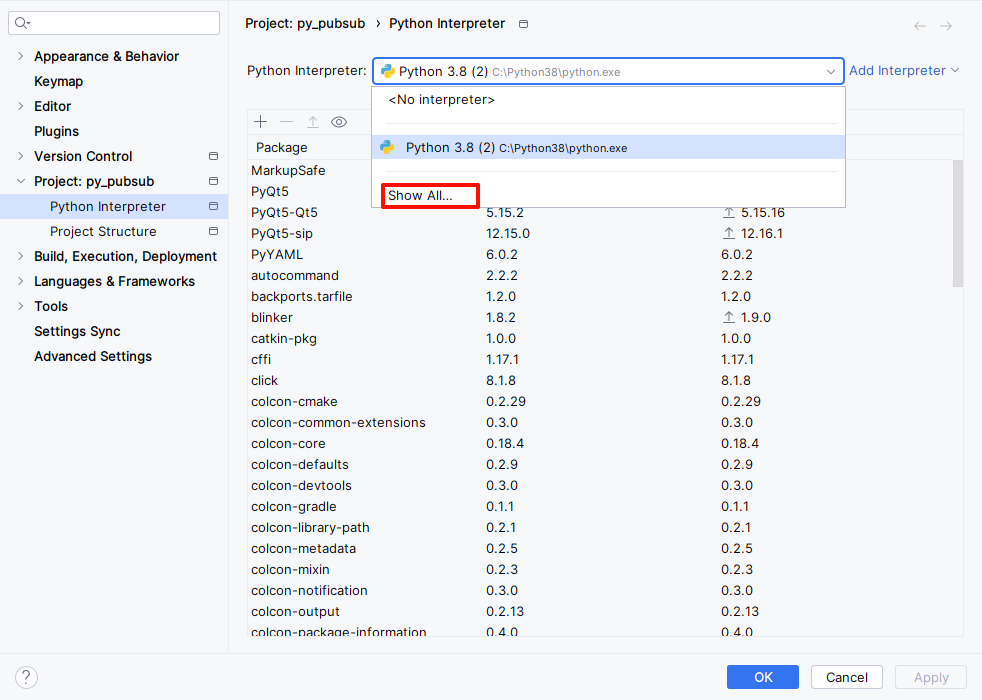 Project: py_pubsub › Python Interpreter
Appearance & Behavior
Keymap
Editor
Plugins
Version Control
Project: py_pubsub
Python Interpreter
Project Structure
Build, Execution, Deployment
Languages & Frameworks
Tools
Settings Sync
Advanced Settings
Python Interpreter: Python 3.8 (2) C:\Python38\python.exe Add Interpreter
<No interpreter>
Python 3.8 (2) C:\Python38\python.exe
Show All...
Package
MarkupSafe
PyQt5
PyQt5-Qt5 5.15.2 5.15.16
PyQt5-sip 12.15.0 12.16.1
PyYAML 6.0.2 6.0.2
autocommand 2.2.2 2.2.2
backports.tarfile 1.2.0 1.2.0
blinker 1.8.2 1.9.0
catkin-pkg 1.0.0 1.0.0
cffi 1.17.1 1.17.1
click 8.1.8 8.1.8
colcon-cmake 0.2.29 0.2.29
colcon-common-extensions 0.3.0 0.3.0
colcon-core 0.18.4 0.18.4
colcon-defaults 0.2.9 0.2.9
colcon-devtools 0.3.0 0.3.0
colcon-gradle 0.1.1 0.1.1
colcon-library-path 0.2.1 0.2.1
colcon-metadata 0.2.5 0.2.5
colcon-mixin 0.2.3 0.2.3
colcon-notification 0.3.0 0.3.0
colcon-output 0.2.13 0.2.13
colcon-package-information 0.4.0 0.4.0
? OK Cancel Apply